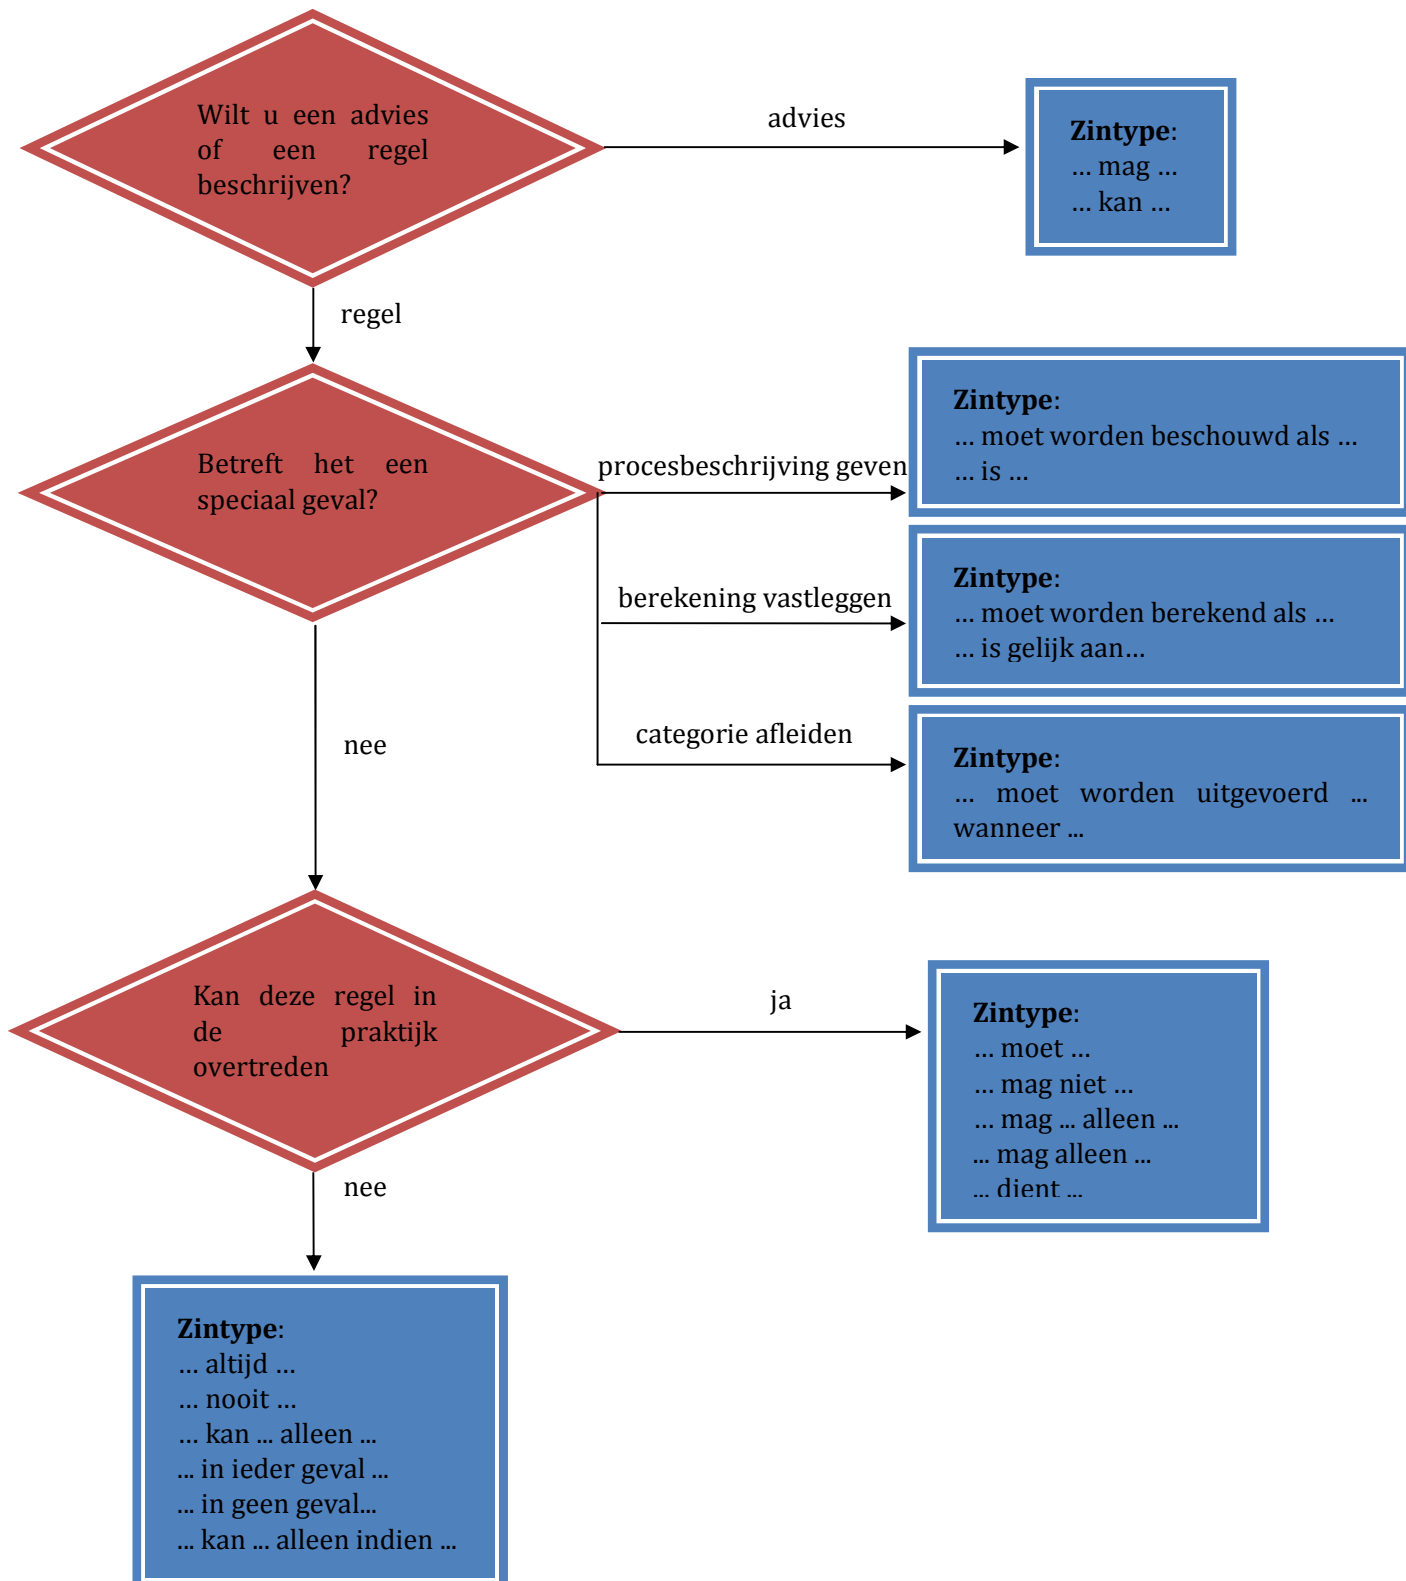 Wilt u een advies
of een regel
beschrijven?
advies
Zintype:
… mag …
… kan …
regel
Betreft het een
speciaal geval?
procesbeschrijving geven
Zintype:
… moet worden beschouwd als …
… is …
berekening vastleggen
Zintype:
… moet worden berekend als …
… is gelijk aan…
categorie afleiden
Zintype:
… moet worden uitgevoerd ...
wanneer ...
nee
Kan deze regel in
de praktijk
overtreden
ja
Zintype:
… moet …
… mag niet …
… mag ... alleen ...
... mag alleen ...
... dient ...
nee
Zintype:
… altijd …
… nooit …
… kan ... alleen ...
... in ieder geval ...
... in geen geval...
... kan ... alleen indien ...